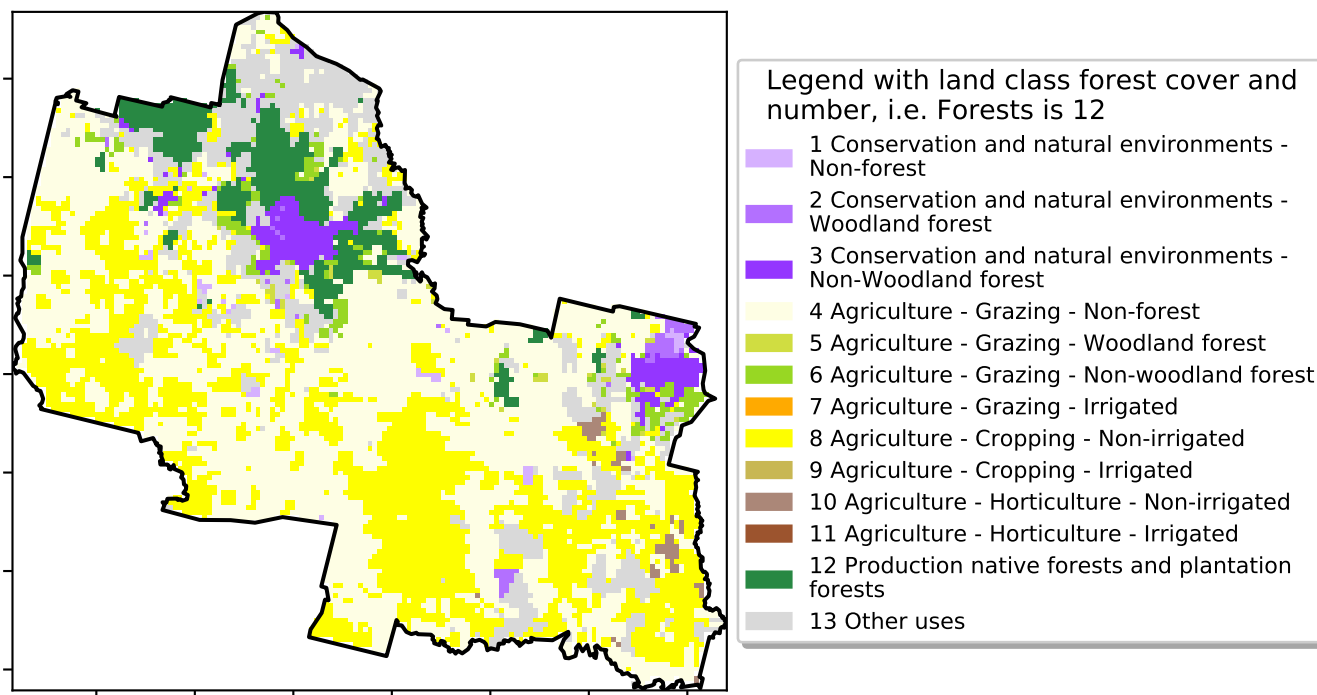 Legend with land class forest cover and
number, i.e. Forests is 12
1 Conservation and natural environments -
Non-forest
2 Conservation and natural environments -
Woodland forest
3 Conservation and natural environments -
Non-Woodland forest
4 Agriculture - Grazing - Non-forest
5 Agriculture - Grazing - Woodland forest
6 Agriculture - Grazing - Non-woodland forest
7 Agriculture - Grazing - Irrigated
8 Agriculture - Cropping - Non-irrigated
9 Agriculture - Cropping - Irrigated
10 Agriculture - Horticulture - Non-irrigated
11 Agriculture - Horticulture - Irrigated
12 Production native forests and plantation
forests
13 Other uses